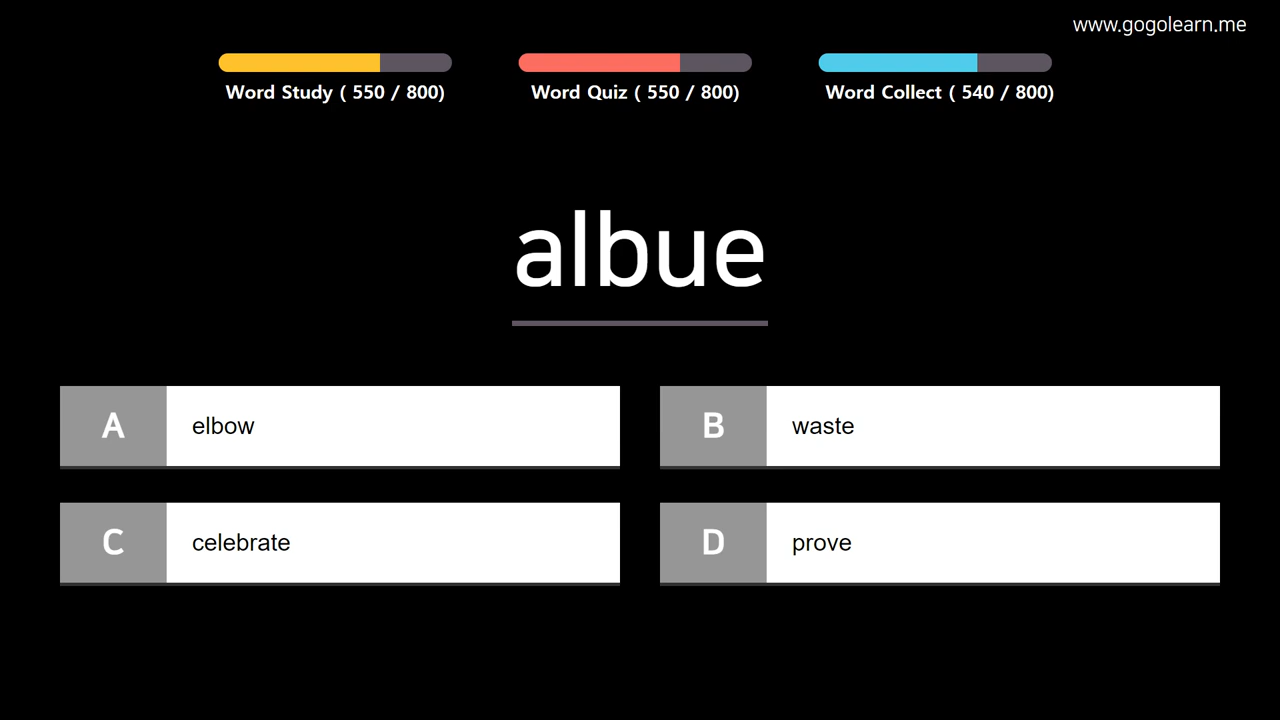 www.gogolearn.me
Word Study ( 550 / 800)
Word Quiz ( 550 / 800)
Word Collect ( 540 / 800)
albue
A elbow
B waste
C celebrate
D prove